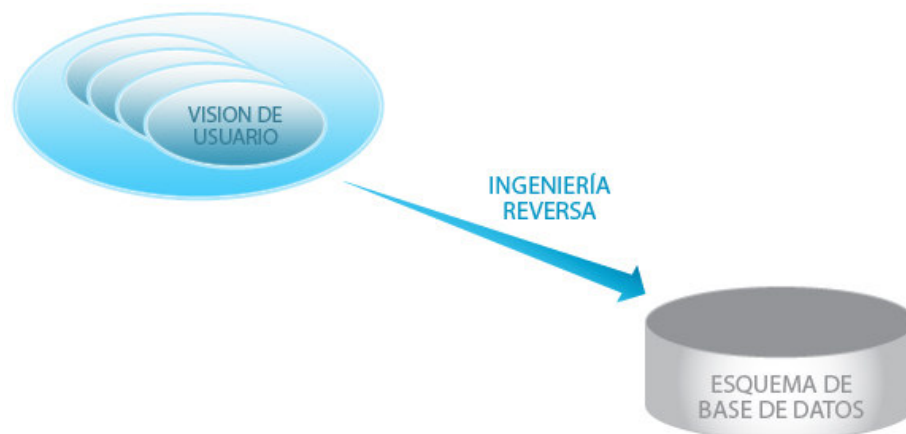 VISION DE
USUARIO
INGENIERÍA
REVERSA
ESQUEMA DE
BASE DE DATOS